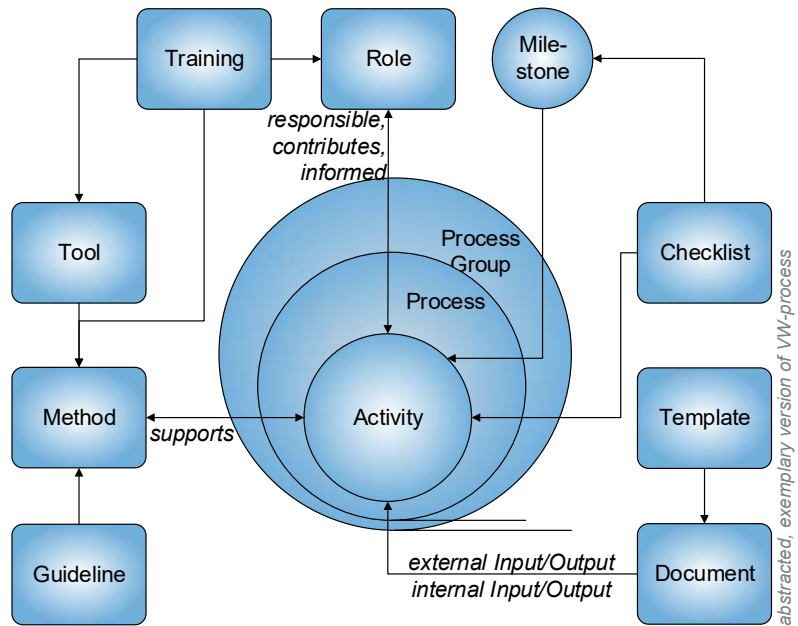 Training
Role
Mile-
stone
responsible,
contributes,
informed
Tool
Process
Group
Checklist
Process
Method
supports
Activity
Template
Guideline
external Input/Output
internal Input/Output
Document
abstracted, exemplary version of VW-process